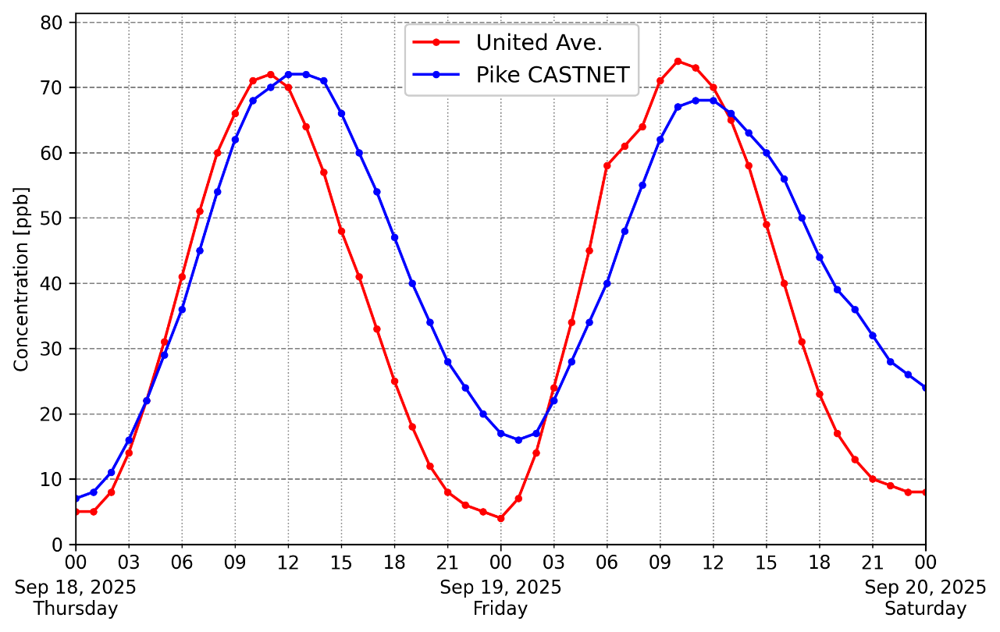 United Ave.
Pike CASTNET
Concentration [ppb]
80
70
60
50
40
30
20
10
0
00 03 06 09 12 15 18 21 00 03 06 09 12 15 18 21 00
Sep 18, 2025 Sep 19, 2025 Sep 20, 2025
Thursday Friday Saturday